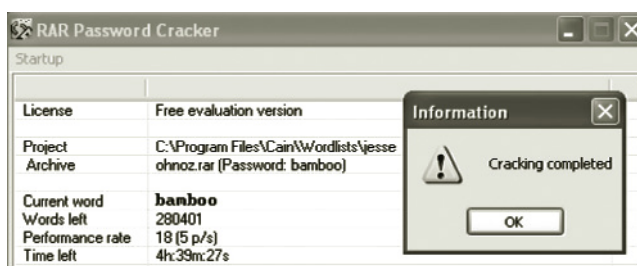 RAR Password Cracker
Startup
License Free evaluation version
Project C:\Program Files\Cain\Wordlists\jesse
Archive ohnoz.rar (Password: bamboo)
Current word bamboo
Words left 280401
Performance rate 18 (5 p/s)
Time left 4h:39m:27s
Information
Cracking completed
OK